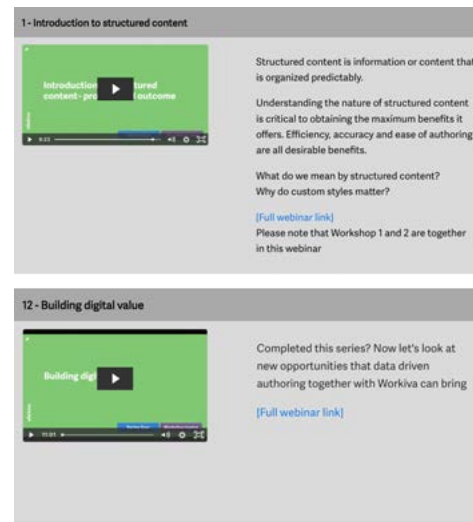 1 - Introduction to structured content
Introduction tured
content - pro outcome
Structured content is information or content that
is organized predictably.
Understanding the nature of structured content
is critical to obtaining the maximum benefits it
offers. Efficiency, accuracy and ease of authoring
are all desirable benefits.
What do we mean by structured content?
Why do custom styles matter?
[Full webinar link]
Please note that Workshop 1 and 2 are together
in this webinar
12 - Building digital value
Building digi
11:01
Completed this series? Now let's look at
new opportunities that data driven
authoring together with Workiva can bring
[Full webinar link]